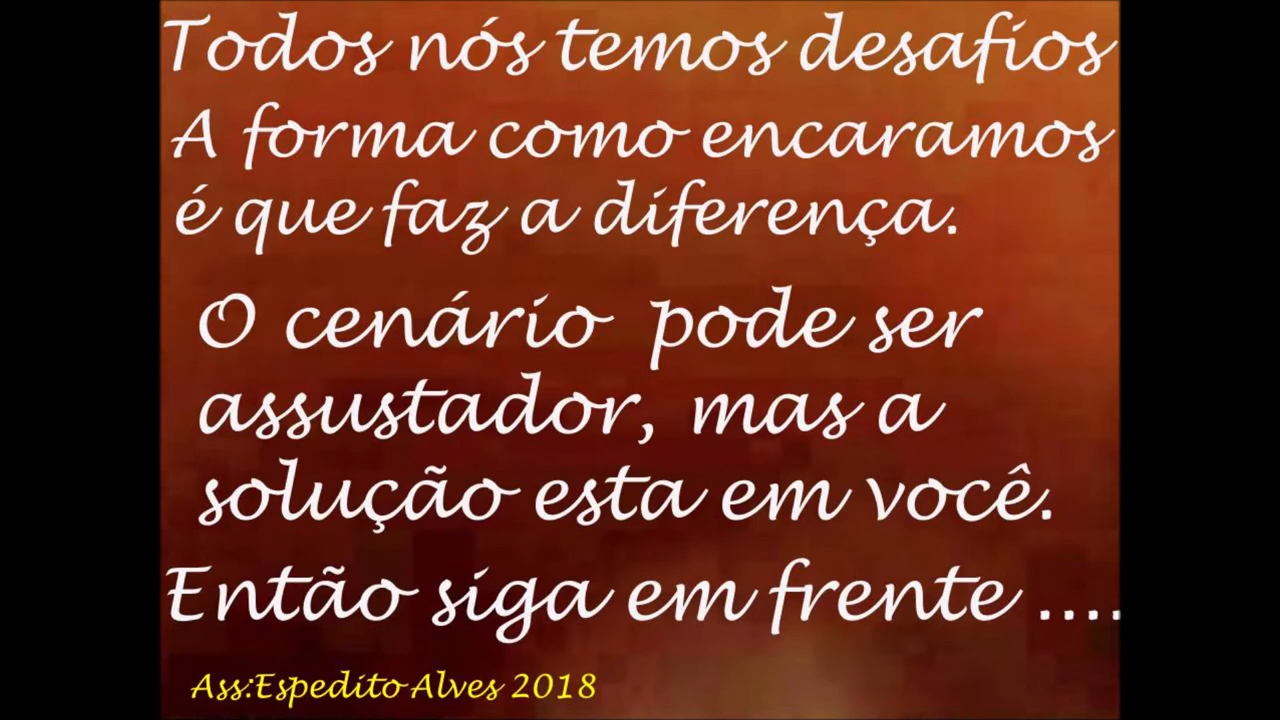 Todos nós temos desafios
A forma como encaramos
é que faz a diferença.
O cenário pode ser
assustador, mas a
solução esta em você.
Então siga em frente ....
Ass:Espedito Alves 2018